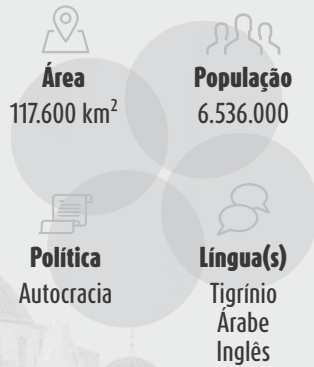 Área
117.600 km²
População
6.536.000
Política
Autocracia
Língua(s)
Tigrínio
Árabe
Inglês